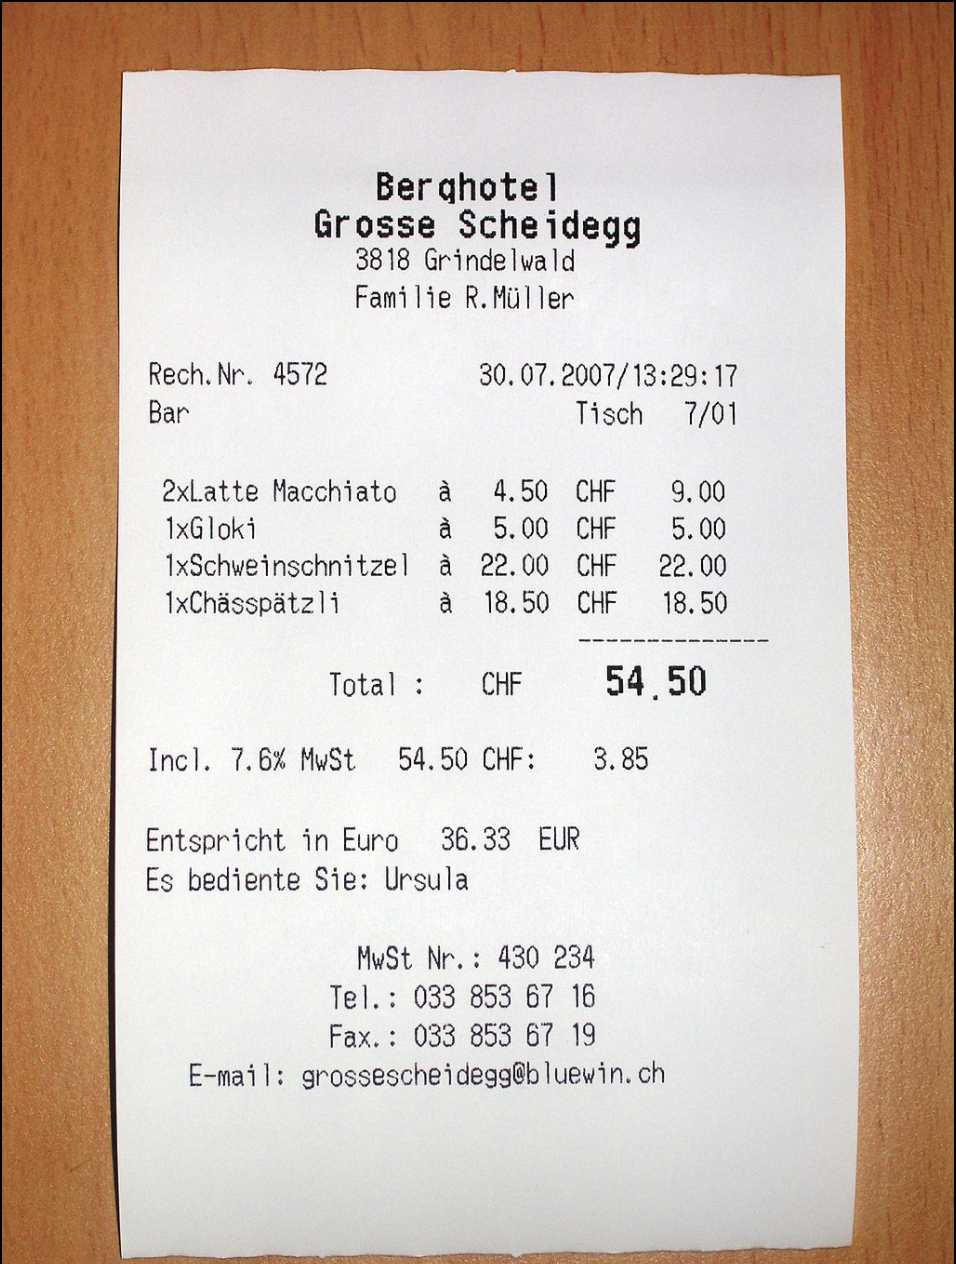 Berghotel
Grosse Scheidegg
3818 Grindelwald
Familie R.Müller
Rech.Nr. 4572 30.07.2007/13:29:17
Bar Tisch 7/01
2xLatte Macchiato à 4.50 CHF 9.00
1xGloki à 5.00 CHF 5.00
1xSchweinschnitzel à 22.00 CHF 22.00
1xChässpätzli à 18.50 CHF 18.50
--------------
Total : CHF 54.50
Incl. 7.6% MwSt 54.50 CHF: 3.85
Entspricht in Euro 36.33 EUR
Es bediente Sie: Ursula
MwSt Nr.: 430 234
Tel.: 033 853 67 16
Fax.: 033 853 67 19
E-mail: grossescheidegg@bluewin.ch